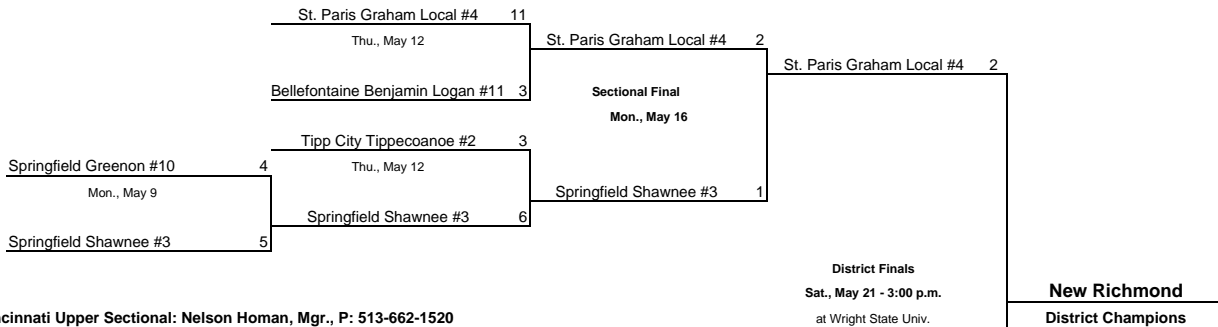 St. Paris Graham Local #4 11
Thu., May 12
St. Paris Graham Local #4 2
St. Paris Graham Local #4 2
Bellefontaine Benjamin Logan #11 3
Sectional Final
Mon., May 16
Tipp City Tippecanoe #2 3
Springfield Greenon #10 4
Thu., May 12
Mon., May 9
Springfield Shawnee #3 1
Springfield Shawnee #3 6
Springfield Shawnee #3 5
District Finals
Sat., May 21 - 3:00 p.m.
New Richmond
cinnati Upper Sectional: Nelson Homan, Mgr., P: 513-662-1520
at Wright State Univ.
District Champions